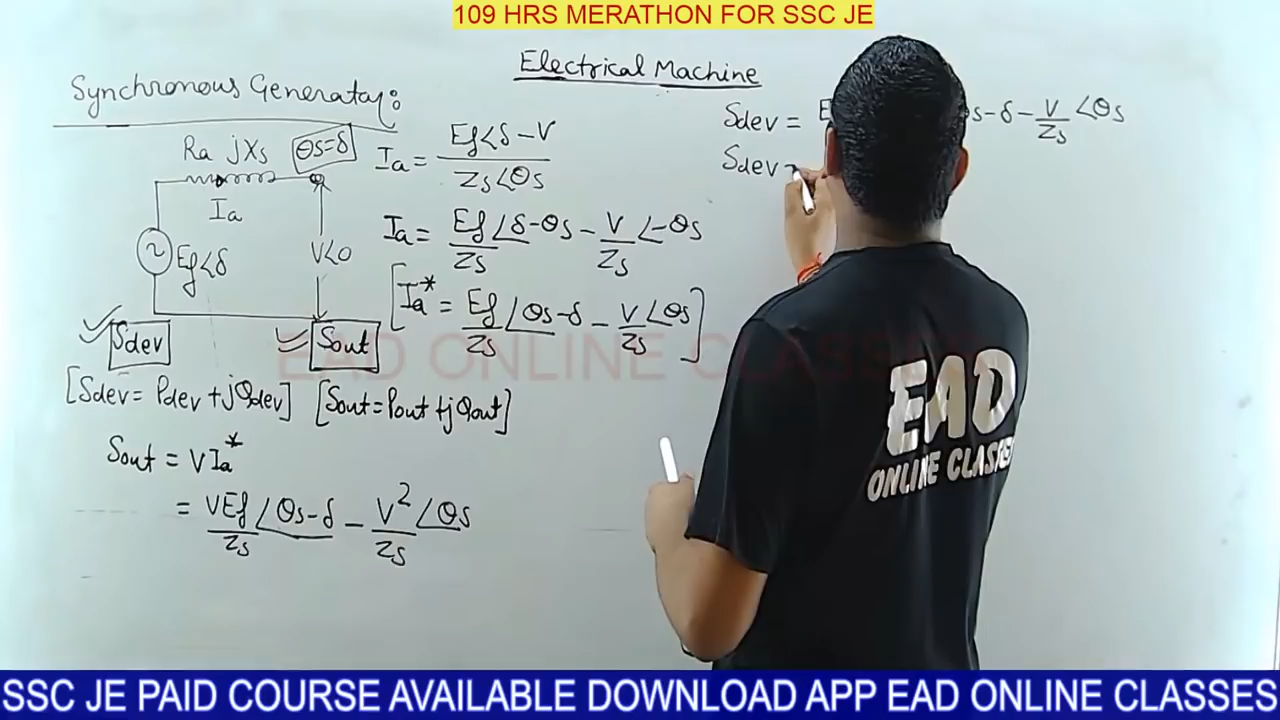 109 HRS MERATHON FOR SSC JE
Electrical Machine
Synchronous Generator:
Ra jXs
θs=δ
Ia
Ef∠δ
V∠0
Sdev
Sout
[Sdev = Pdev + jQdev] [Sout = Pout + jQout]
Sout = VIa*
= VEf/Zs ∠θs-δ - V²/Zs ∠θs
Ia = Ef∠δ - V / Zs∠θs
Ia = Ef/Zs ∠δ-θs - V/Zs ∠-θs
[Ia* = Ef/Zs ∠θs-δ - V/Zs ∠θs]
Sdev = E s-δ - V/Zs ∠θs
Sdev =
EAD ONLINE CLASSES
EAD
ONLINE CLASSES
SSC JE PAID COURSE AVAILABLE DOWNLOAD APP EAD ONLINE CLASSES